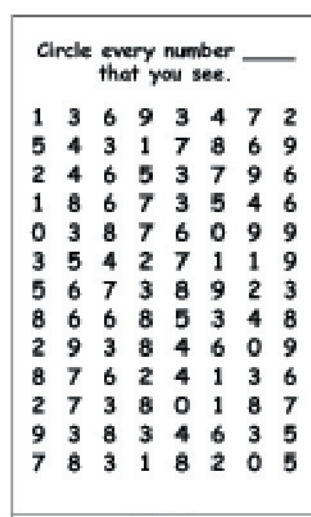 Circle every number ____
that you see.
1 3 6 9 3 4 7 2
5 4 3 1 7 8 6 9
2 4 6 5 3 7 9 6
1 8 6 7 3 5 4 6
0 3 8 7 6 0 9 9
3 5 4 2 7 1 1 9
5 6 7 3 8 9 2 3
8 6 6 8 5 3 4 8
2 9 3 8 4 6 0 9
8 7 6 2 4 1 3 6
2 7 3 8 0 1 8 7
9 3 8 3 4 6 3 5
7 8 3 1 8 2 0 5